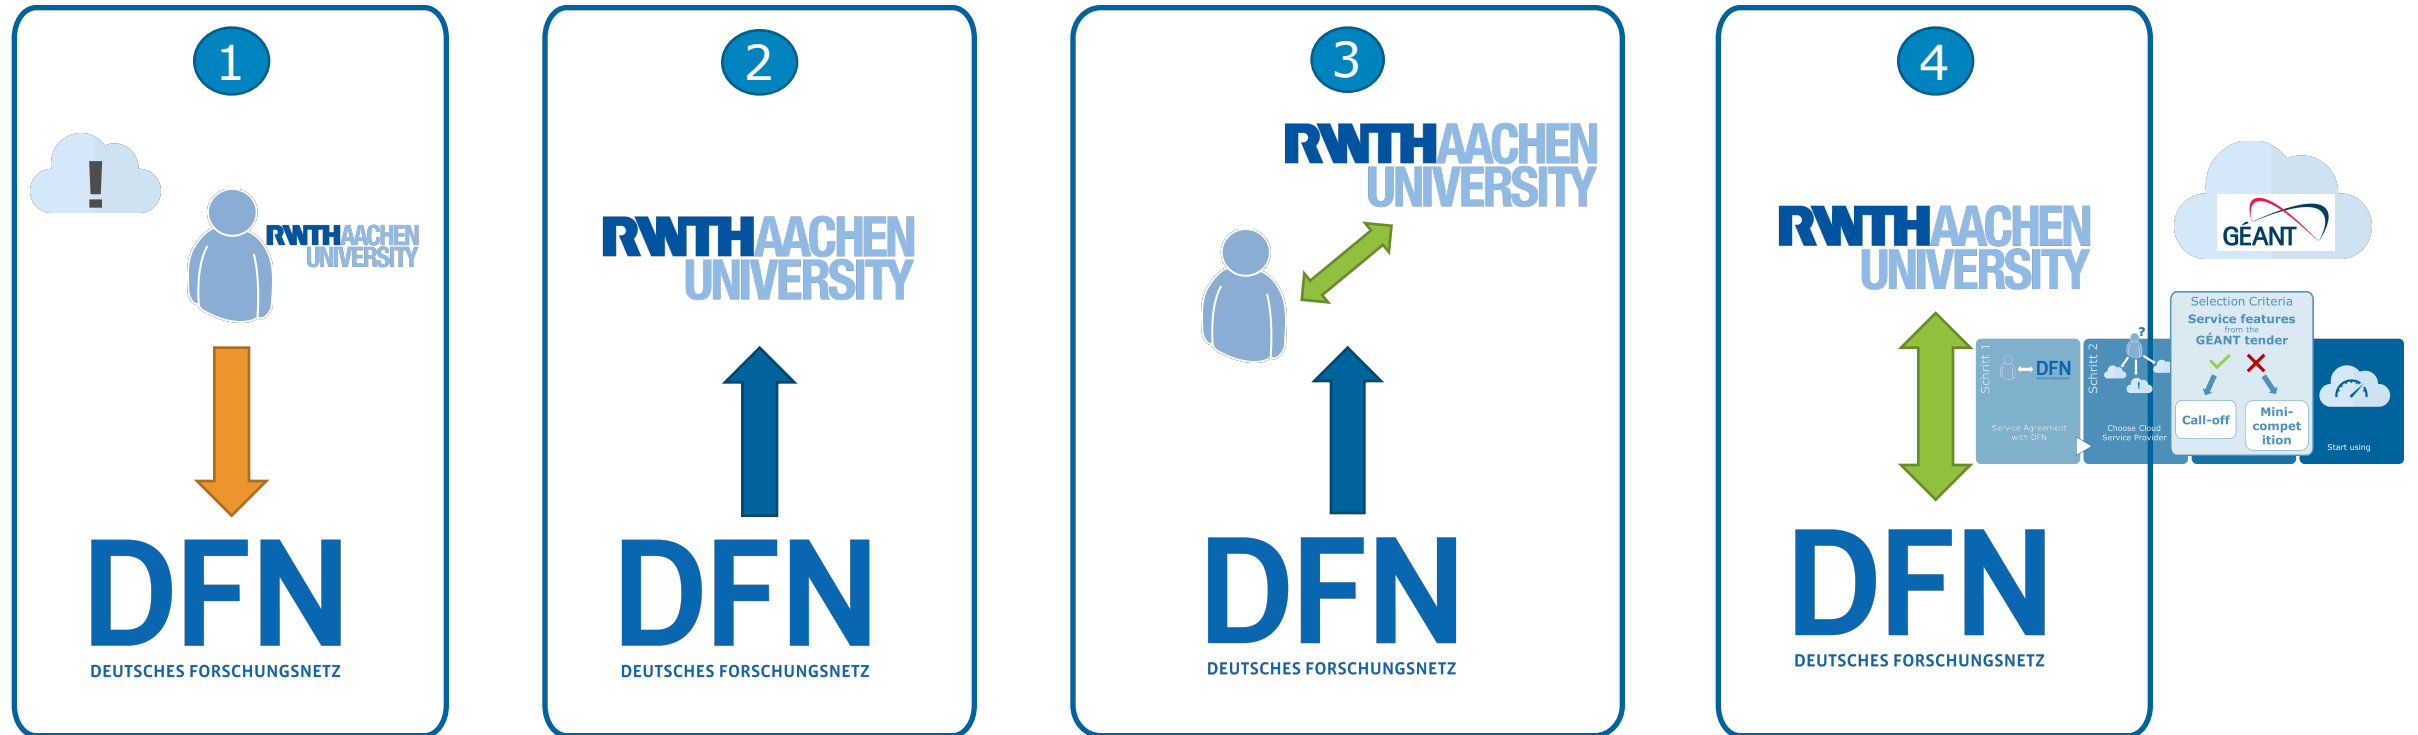 1
!
RWTHAACHEN
UNIVERSITY
DFN
DEUTSCHES FORSCHUNGSNETZ
2
RWTHAACHEN
UNIVERSITY
DFN
DEUTSCHES FORSCHUNGSNETZ
3
RWTHAACHEN
UNIVERSITY
DFN
DEUTSCHES FORSCHUNGSNETZ
4
RWTHAACHEN
UNIVERSITY
DFN
DEUTSCHES FORSCHUNGSNETZ
GÉANT
Schritt 1
DFN
Service Agreement
with DFN
Schritt 2
?
!
Choose Cloud
Service Provider
Selection Criteria
Service features
from the
GÉANT tender
Call-off
Mini-
compet
ition
Start using